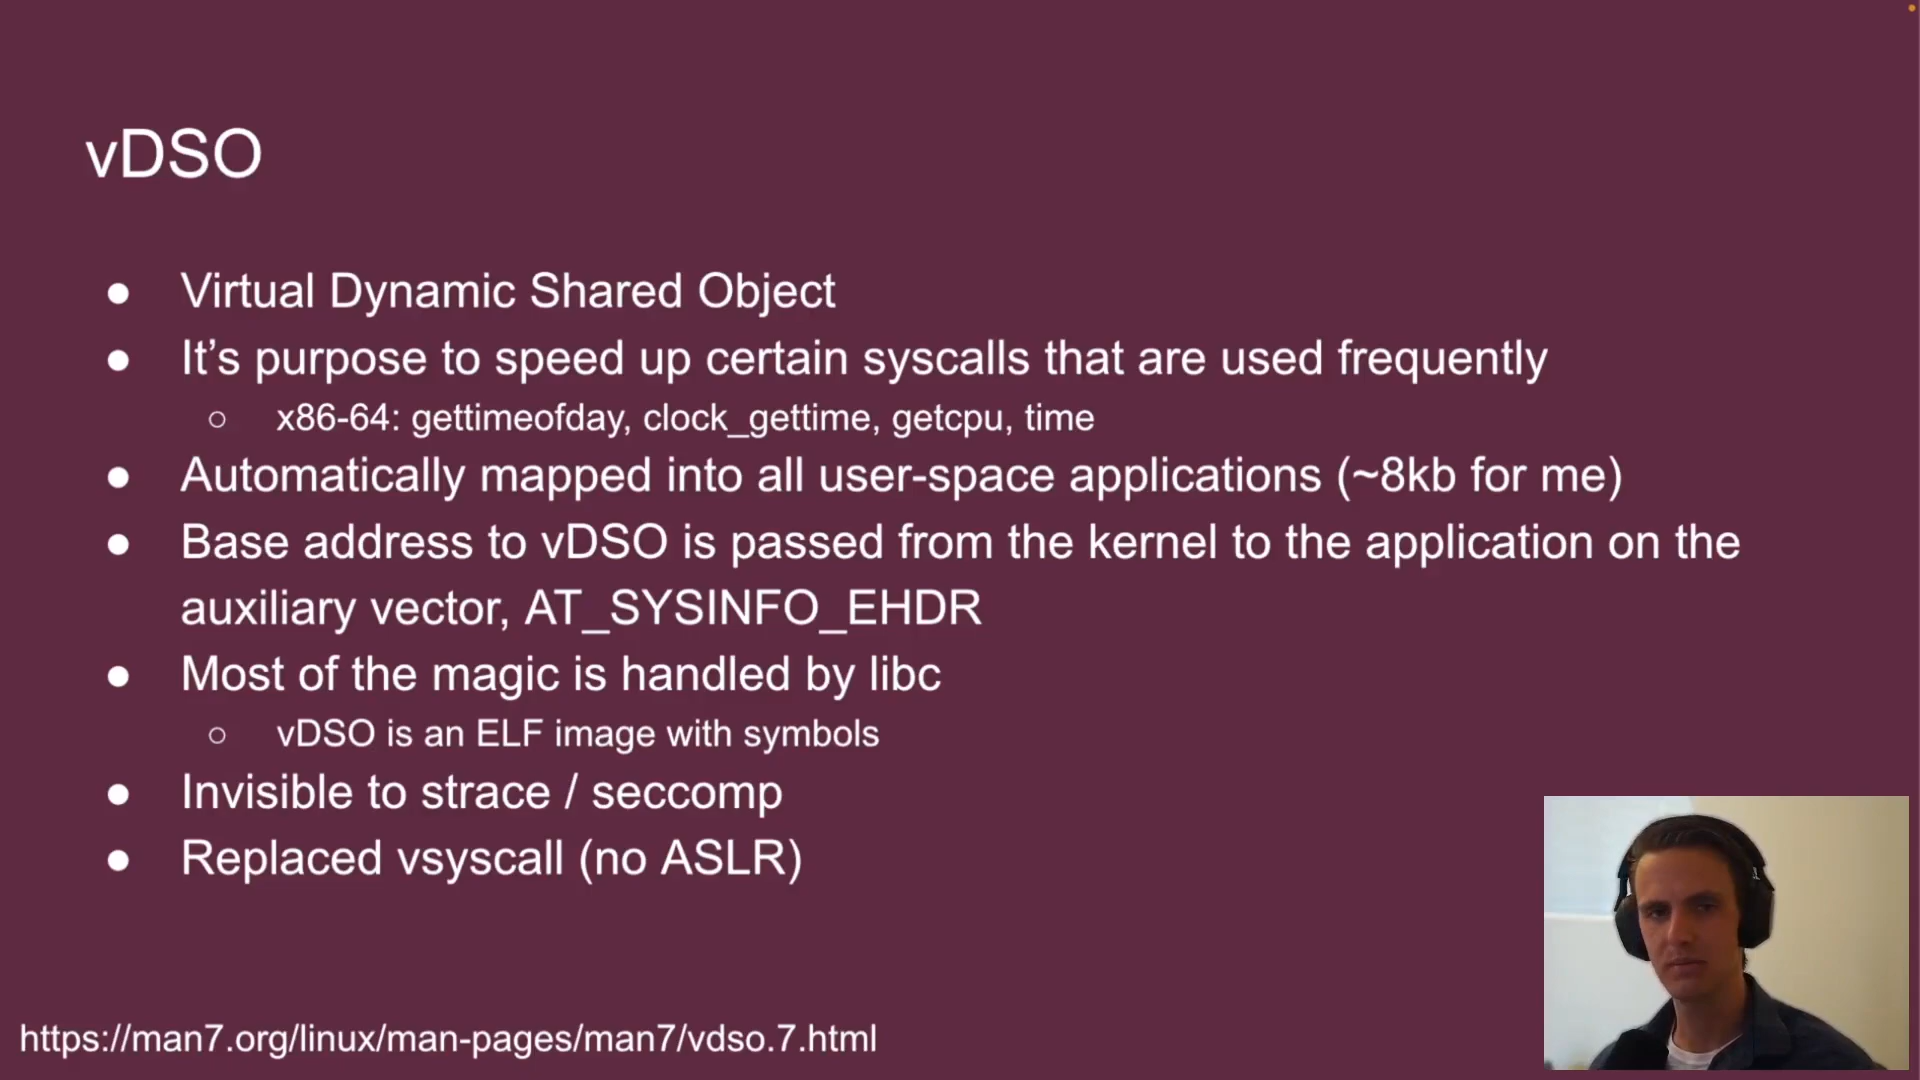 vDSO
● Virtual Dynamic Shared Object
● It’s purpose to speed up certain syscalls that are used frequently
○ x86-64: gettimeofday, clock_gettime, getcpu, time
● Automatically mapped into all user-space applications (~8kb for me)
● Base address to vDSO is passed from the kernel to the application on the
auxiliary vector, AT_SYSINFO_EHDR
● Most of the magic is handled by libc
○ vDSO is an ELF image with symbols
● Invisible to strace / seccomp
● Replaced vsyscall (no ASLR)
https://man7.org/linux/man-pages/man7/vdso.7.html